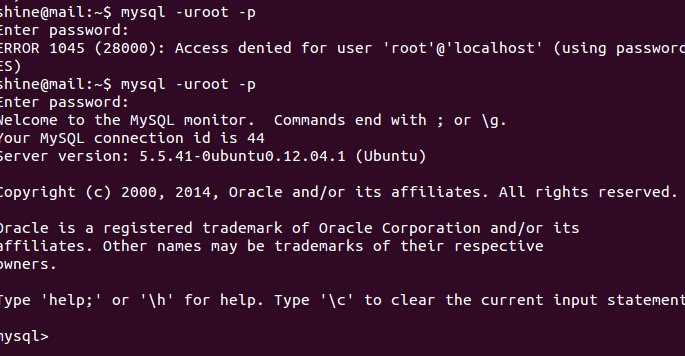 shine@mail:~$ mysql -uroot -p
Enter password:
ERROR 1045 (28000): Access denied for user 'root'@'localhost' (using password
ES)
shine@mail:~$ mysql -uroot -p
Enter password:
Welcome to the MySQL monitor.  Commands end with ; or \g.
Your MySQL connection id is 44
Server version: 5.5.41-0ubuntu0.12.04.1 (Ubuntu)
Copyright (c) 2000, 2014, Oracle and/or its affiliates. All rights reserved.
Oracle is a registered trademark of Oracle Corporation and/or its
affiliates. Other names may be trademarks of their respective
owners.
Type 'help;' or '\h' for help. Type '\c' to clear the current input statement
mysql>